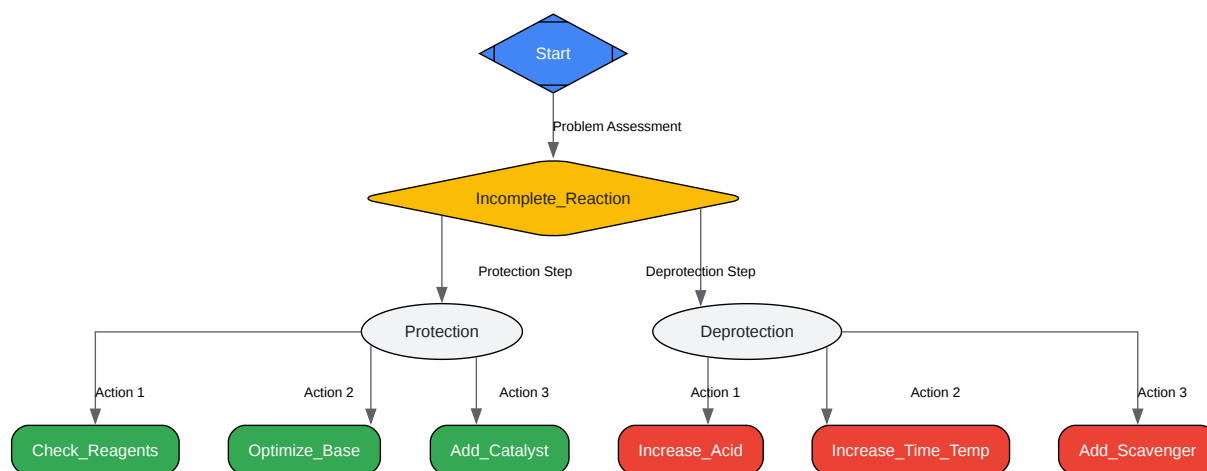 Start
Problem Assessment
Incomplete_Reaction
Protection Step
Deprotection Step
Protection
Deprotection
Action 1
Action 2
Action 3
Action 1
Action 2
Action 3
Check_Reagents
Optimize_Base
Add_Catalyst
Increase_Acid
Increase_Time_Temp
Add_Scavenger